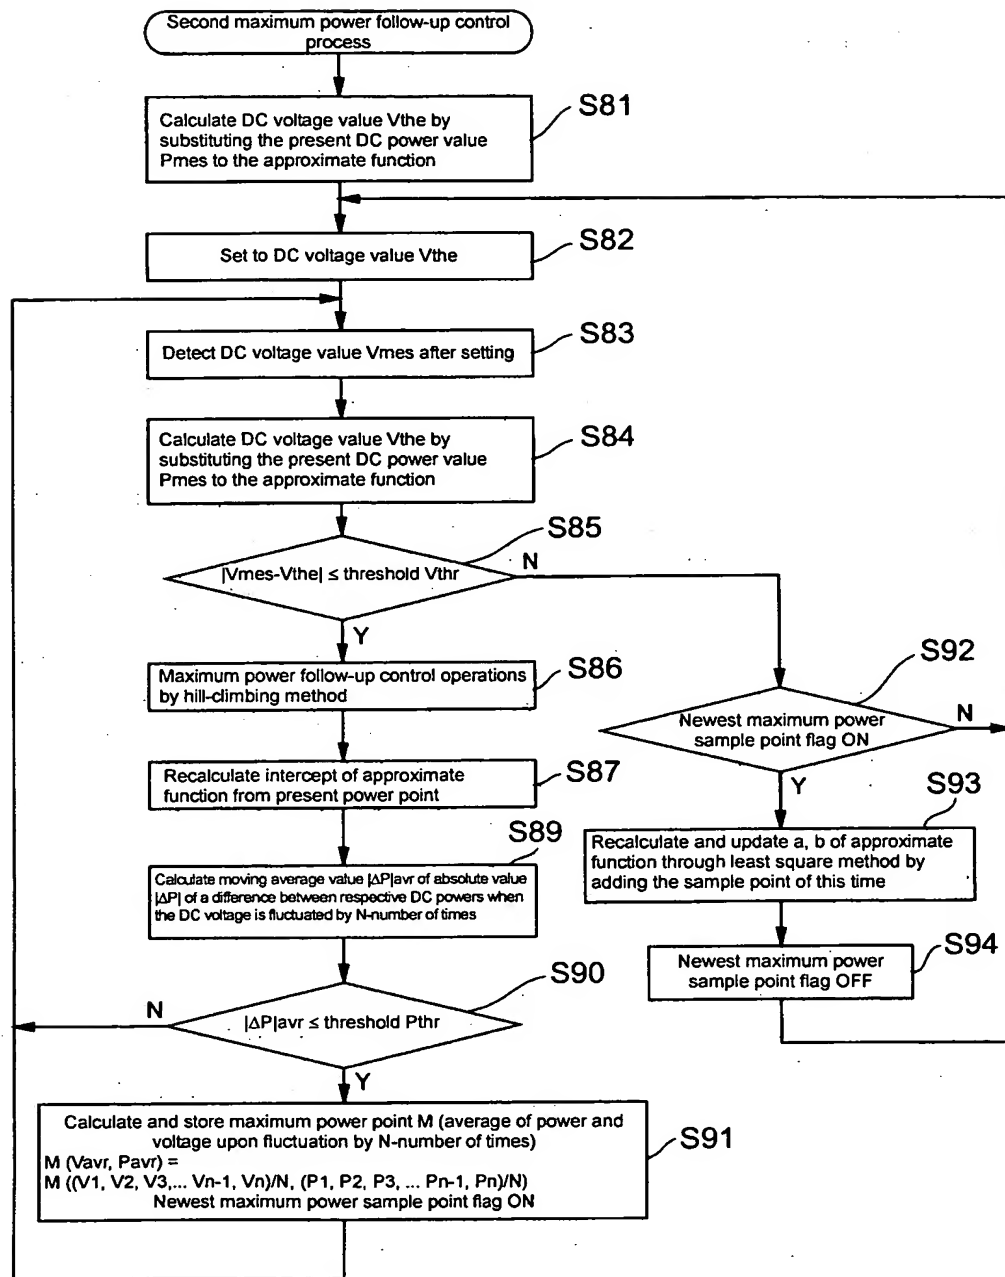 Second maximum power follow-up control
process
S81
Calculate DC voltage value Vthe by
substituting the present DC power value
Pmes to the approximate function
S82
Set to DC voltage value Vthe
S83
Detect DC voltage value Vmes after setting
S84
Calculate DC voltage value Vthe by
substituting the present DC power value
Pmes to the approximate function
S85
|Vmes-Vthe| ≤ threshold Vthr
N
Y
S86
Maximum power follow-up control operations
by hill-climbing method
S92
Newest maximum power
sample point flag ON
N
Y
S87
Recalculate intercept of approximate
function from present power point
S93
Recalculate and update a, b of approximate
function through least square method by
adding the sample point of this time
S89
Calculate moving average value |ΔP|avr of absolute value
|ΔP| of a difference between respective DC powers when
the DC voltage is fluctuated by N-number of times
S94
Newest maximum power
sample point flag OFF
S90
N
|ΔP|avr ≤ threshold Pthr
Y
S91
Calculate and store maximum power point M (average of power and
voltage upon fluctuation by N-number of times)
M (Vavr, Pavr) =
M ((V1, V2, V3,... Vn-1, Vn)/N, (P1, P2, P3, ... Pn-1, Pn)/N)
Newest maximum power sample point flag ON